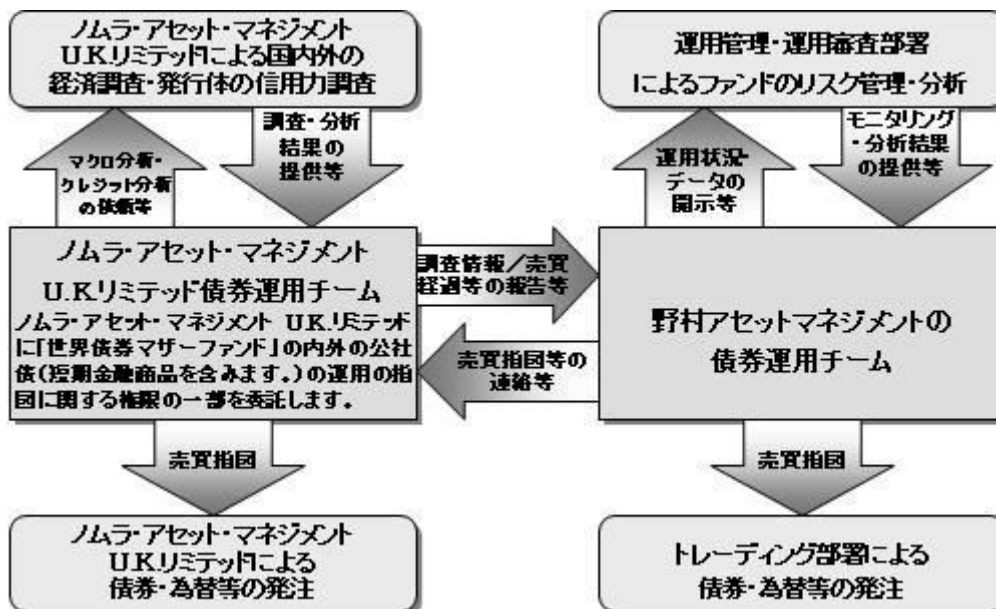 ノムラ・アセット・マネジメント
U.K.リミテッドによる国内外の
経済調査・発行体の信用力調査
運用管理・運用審査部署
によるファンドのリスク管理・分析
マクロ分析・
クレジット分析
の依頼等
調査・分析
結果の
提供等
運用状況・
データの
開示等
モニタリング
・分析結果
の提供等
ノムラ・アセット・マネジメント
U.K.リミテッド債券運用チーム
ノムラ・アセット・マネジメント U.K.リミテッド
に「世界債券マザーファンド」の内外の公社
債(短期金融商品を含みます。)の運用の指
図に関する権限の一部を委託します。
調査情報/売買
経過等の報告等
売買指図等の
連絡等
野村アセットマネジメントの
債券運用チーム
売買指図
売買指図
ノムラ・アセット・マネジメント
U.K.リミテッドによる
債券・為替等の発注
トレーディング部署による
債券・為替等の発注